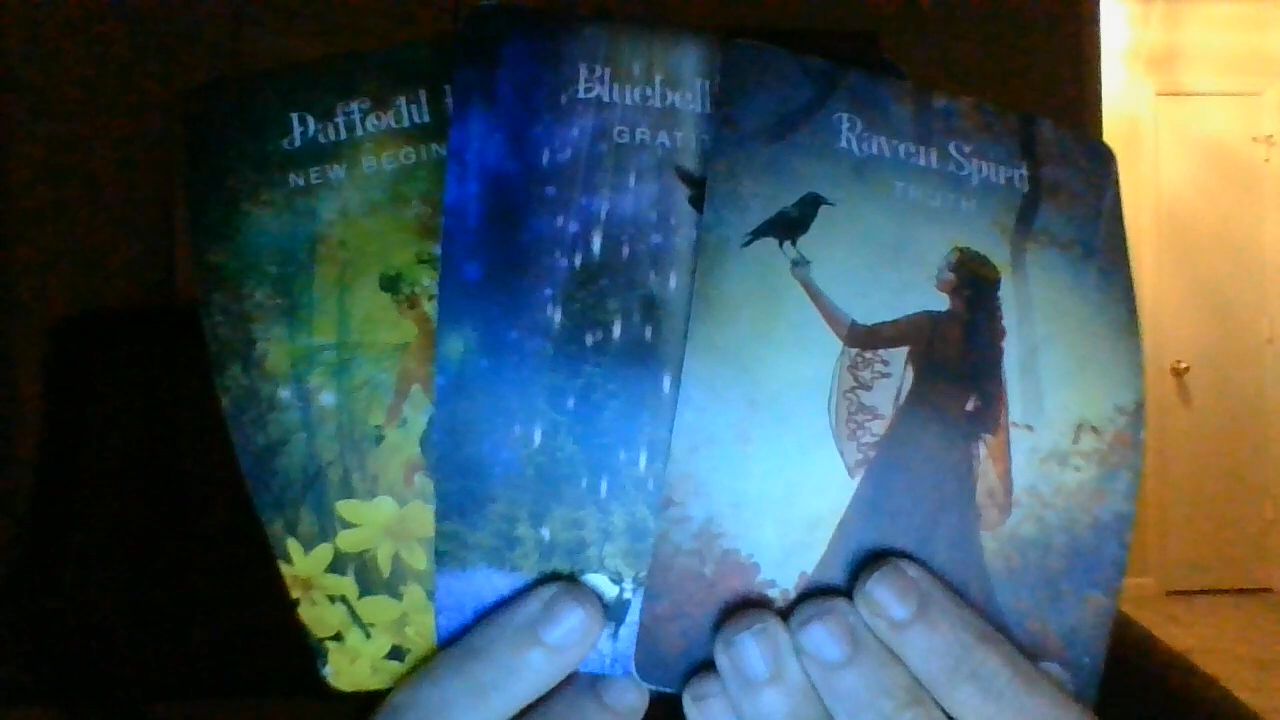 Daffodil
NEW BEGIN
Bluebell
GRATI
Raven Spirit
TRUTH